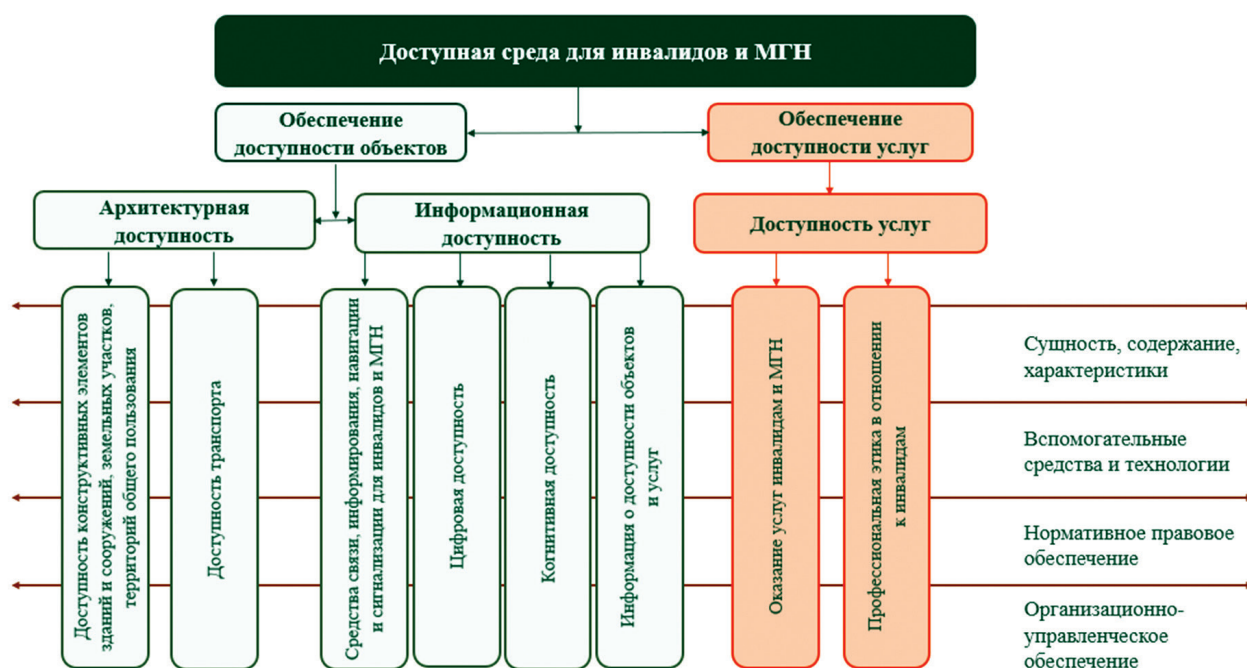 Доступная среда для инвалидов и МГН
Обеспечение
доступности объектов
Обеспечение
доступности услуг
Архитектурная
доступность
Информационная
доступность
Доступность услуг
Доступность конструктивных элементов
зданий и сооружений, земельных участков,
территорий общего пользования
Доступность транспорта
Средства связи, информирования, навигации
и сигнализации для инвалидов и МГН
Цифровая доступность
Когнитивная доступность
Информация о доступности объектов
и услуг
Оказание услуг инвалидам и МГН
Профессиональная этика в отношении
к инвалидам
Сущность, содержание,
характеристики
Вспомогательные
средства и технологии
Нормативное правовое
обеспечение
Организационно-
управленческое
обеспечение